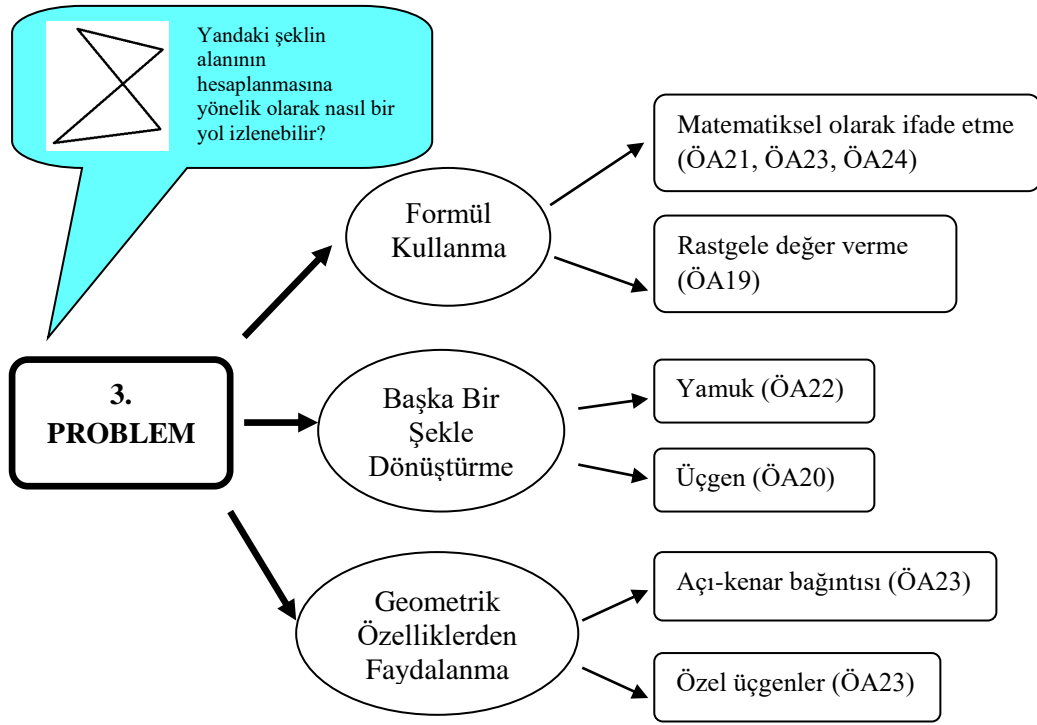 Yandaki şeklin
alanının
hesaplanmasına
yönelik olarak nasıl bir
yol izlenebilir?
3.
PROBLEM
Formül
Kullanma
Matematiksel olarak ifade etme
(ÖA21, ÖA23, ÖA24)
Rastgele değer verme
(ÖA19)
Başka Bir
Şekle
Dönüştürme
Yamuk (ÖA22)
Üçgen (ÖA20)
Geometrik
Özelliklerden
Faydalanma
Açı-kenar bağıntısı (ÖA23)
Özel üçgenler (ÖA23)